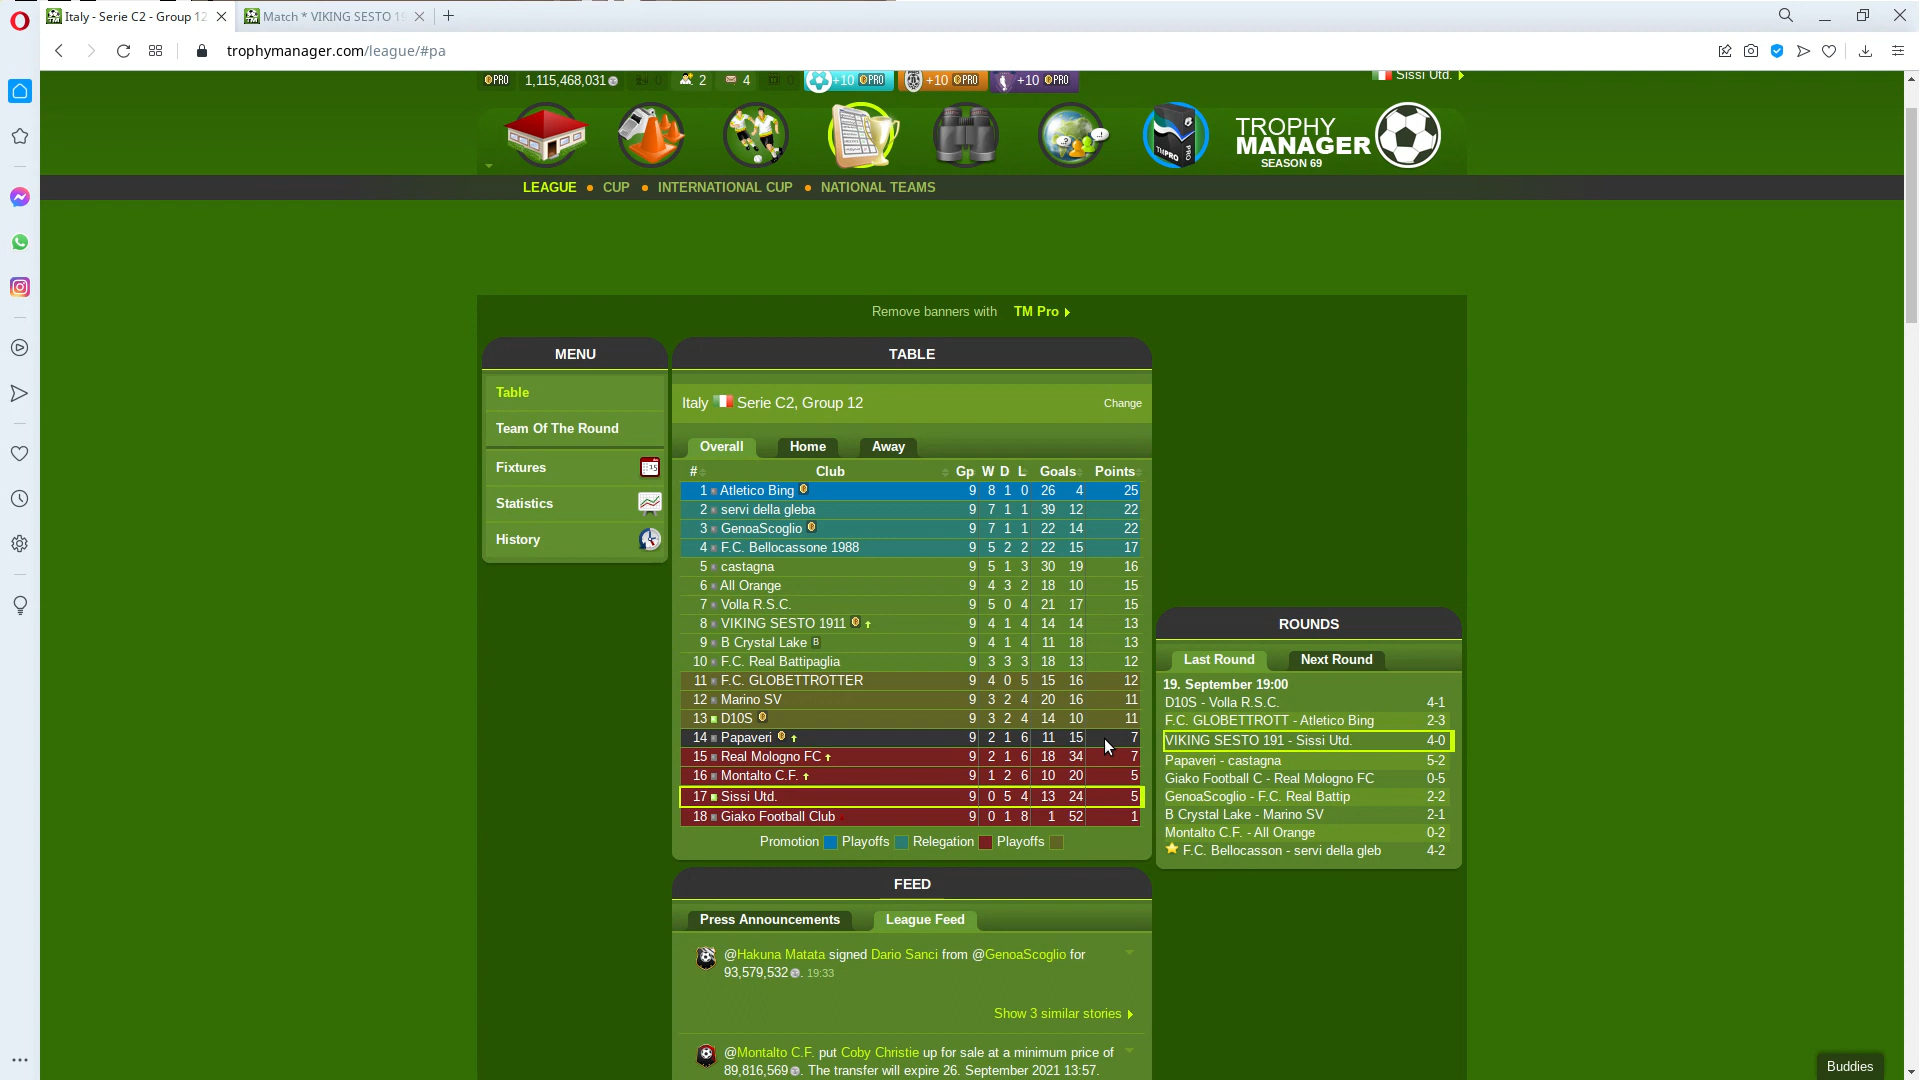 Italy - Serie C2 - Group 12
Match * VIKING SESTO 19
trophymanager.com/league/#pa
PRO 1,115,468,031 0 2 4 0 +10 PRO +10 PRO +10 PRO
Sissi Utd.
TROPHY
MANAGER
SEASON 69
LEAGUE • CUP • INTERNATIONAL CUP • NATIONAL TEAMS
Remove banners with TM Pro
MENU
Table
Team Of The Round
Fixtures
Statistics
History
TABLE
Italy Serie C2, Group 12 Change
Overall Home Away
# Club Gp W D L Goals Points
1 Atletico Bing 9 8 1 0 26 4 25
2 servi della gleba 9 7 1 1 39 12 22
3 GenoaScoglio 9 7 1 1 22 14 22
4 F.C. Bellocassone 1988 9 5 2 2 22 15 17
5 castagna 9 5 1 3 30 19 16
6 All Orange 9 4 3 2 18 10 15
7 Volla R.S.C. 9 5 0 4 21 17 15
8 VIKING SESTO 1911 9 4 1 4 14 14 13
9 B Crystal Lake B 9 4 1 4 11 18 13
10 F.C. Real Battipaglia 9 3 3 3 18 13 12
11 F.C. GLOBETTROTTER 9 4 0 5 15 16 12
12 Marino SV 9 3 2 4 20 16 11
13 D10S 9 3 2 4 14 10 11
14 Papaveri 9 2 1 6 11 15 7
15 Real Mologno FC 9 2 1 6 18 34 7
16 Montalto C.F. 9 1 2 6 10 20 5
17 Sissi Utd. 9 0 5 4 13 24 5
18 Giako Football Club 9 0 1 8 1 52 1
Promotion Playoffs Relegation Playoffs
ROUNDS
Last Round Next Round
19. September 19:00
D10S - Volla R.S.C. 4-1
F.C. GLOBETTROTT - Atletico Bing 2-3
VIKING SESTO 191 - Sissi Utd. 4-0
Papaveri - castagna 5-2
Giako Football C - Real Mologno FC 0-5
GenoaScoglio - F.C. Real Battip 2-2
B Crystal Lake - Marino SV 2-1
Montalto C.F. - All Orange 0-2
F.C. Bellocasson - servi della gleb 4-2
FEED
Press Announcements League Feed
@Hakuna Matata signed Dario Sanci from @GenoaScoglio for
93,579,532. 19:33
Show 3 similar stories
@Montalto C.F. put Coby Christie up for sale at a minimum price of
89,816,569. The transfer will expire 26. September 2021 13:57.
Buddies